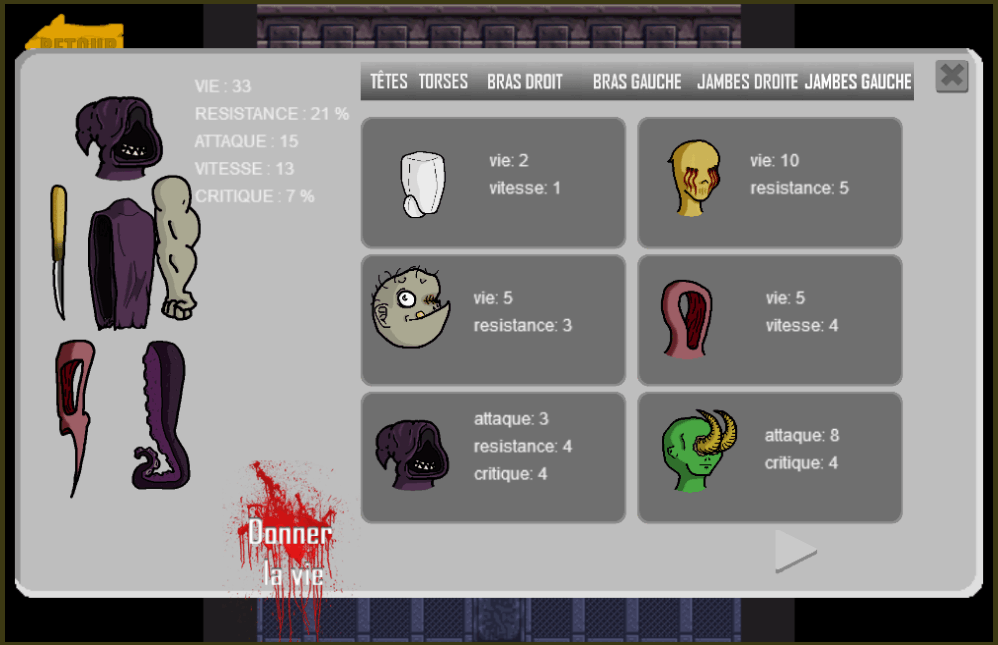 RETOUR
VIE : 33
RESISTANCE : 21 %
ATTAQUE : 15
VITESSE : 13
CRITIQUE : 7 %
TÊTES TORSES BRAS DROIT BRAS GAUCHE JAMBES DROITE JAMBES GAUCHE
vie: 2
vitesse: 1
vie: 10
resistance: 5
vie: 5
resistance: 3
vie: 5
vitesse: 4
attaque: 3
resistance: 4
critique: 4
attaque: 8
critique: 4
Donner
la vie